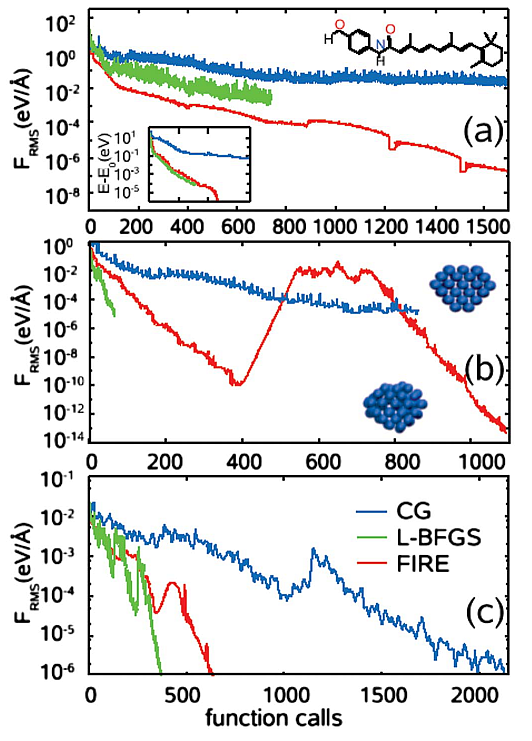 10² 10⁰ 10⁻² 10⁻⁴ 10⁻⁶ 10⁻⁸
F_RMS (eV/Å)
H O N H O
(a)
10¹ 10⁻¹ 10⁻³ 10⁻⁵
E-E₀(eV)
0 200 400 600 800 1000 1200 1400 1600
10⁰ 10⁻² 10⁻⁴ 10⁻⁶ 10⁻⁸ 10⁻¹⁰ 10⁻¹² 10⁻¹⁴
F_RMS (eV/Å)
(b)
0 200 400 600 800 1000
10⁻¹ 10⁻² 10⁻³ 10⁻⁴ 10⁻⁵ 10⁻⁶
F_RMS (eV/Å)
CG
L-BFGS
FIRE
(c)
0 500 1000 1500 2000
function calls